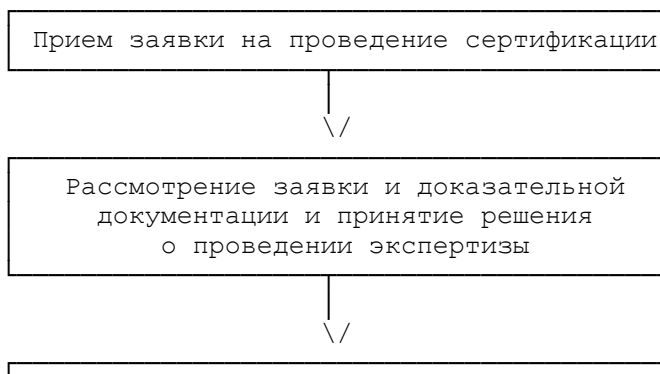 Прием заявки на проведение сертификации
Рассмотрение заявки и доказательной
документации и принятие решения
о проведении экспертизы